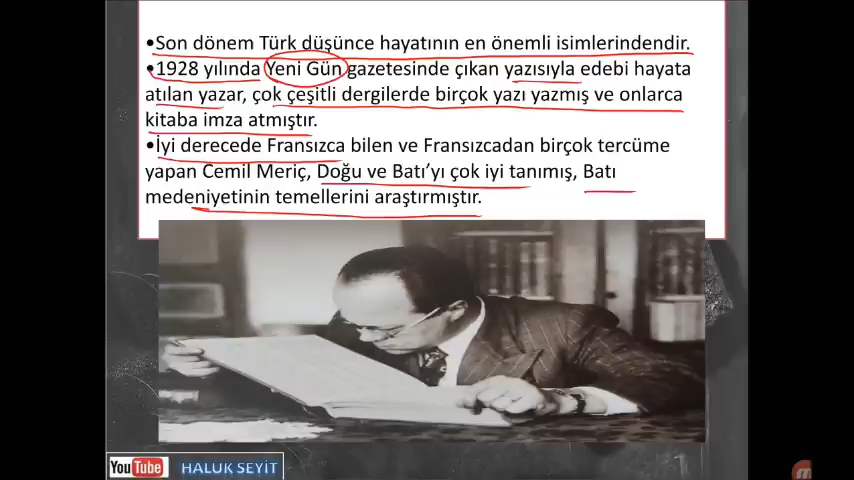 •Son dönem Türk düşünce hayatının en önemli isimlerindendir.
•1928 yılında Yeni Gün gazetesinde çıkan yazısıyla edebi hayata
atılan yazar, çok çeşitli dergilerde birçok yazı yazmış ve onlarca
kitaba imza atmıştır.
•İyi derecede Fransızca bilen ve Fransızcadan birçok tercüme
yapan Cemil Meriç, Doğu ve Batı’yı çok iyi tanımış, Batı
medeniyetinin temellerini araştırmıştır.
YouTube HALUK SEYİT